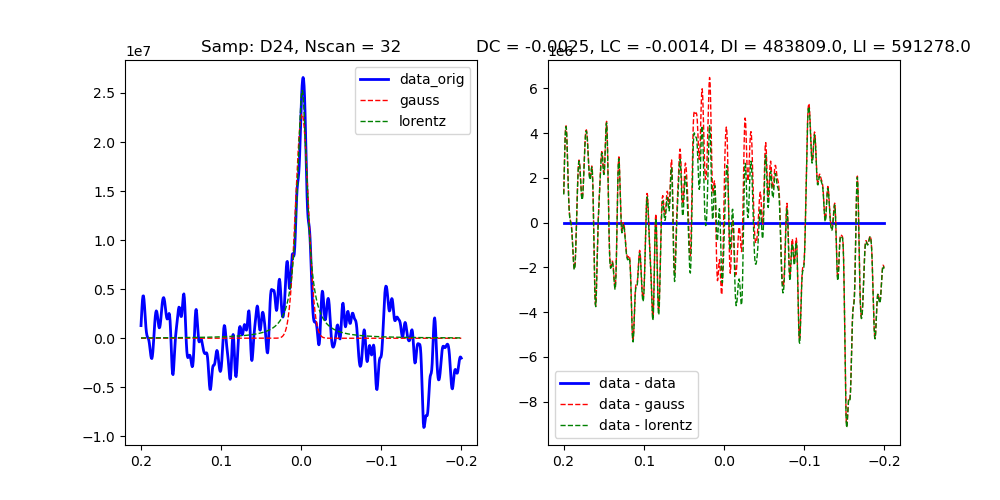 Samp: D24, Nscan = 32
1e7
data_orig
gauss
lorentz
2.5
2.0
1.5
1.0
0.5
0.0
−0.5
−1.0
0.2 0.1 0.0 −0.1 −0.2
DC = -0.0025, LC = -0.0014, DI = 483809.0, LI = 591278.0
1e6
6
4
2
0
−2
−4
−6
−8
data - data
data - gauss
data - lorentz
0.2 0.1 0.0 −0.1 −0.2